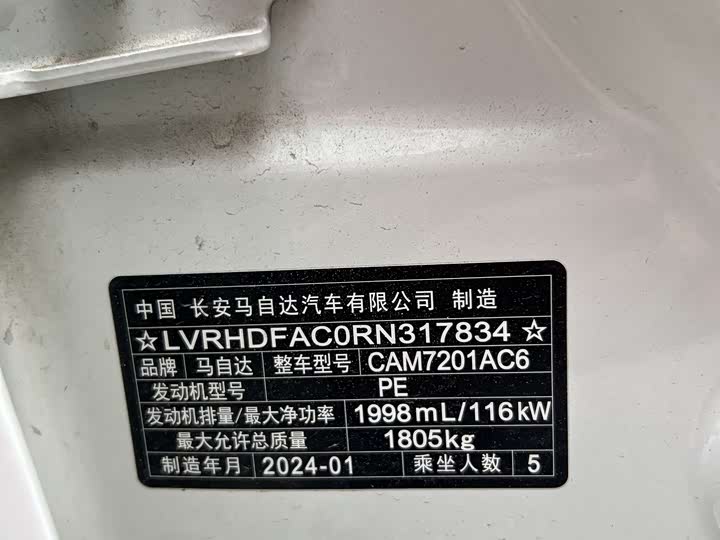 中国 长安马自达汽车有限公司 制造
☆LVRHDFAC0RN317834☆
品牌 马自达 整车型号 CAM7201AC6
发动机型号 PE
发动机排量/最大净功率 1998mL/116kW
最大允许总质量 1805kg
制造年月 2024-01 乘坐人数 5